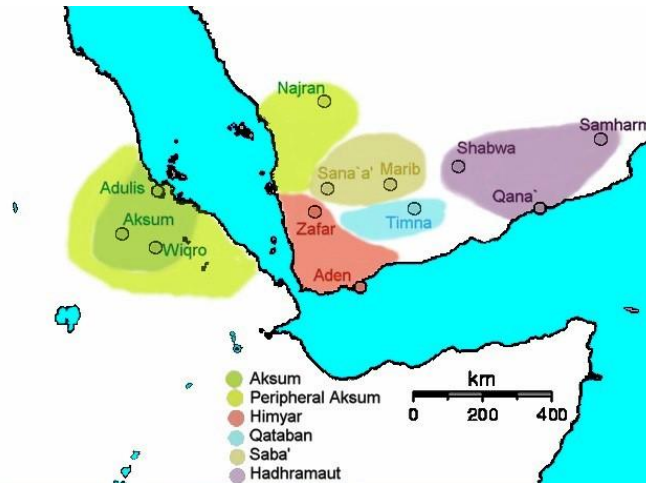 Najran
Samharm
Shabwa
Sana`a'
Marib
Adulis
Qana`
Aksum
Zafar
Timna
Wiqro
Aden
Aksum
Peripheral Aksum
Himyar
Qataban
Saba'
Hadhramaut
km
0 200 400